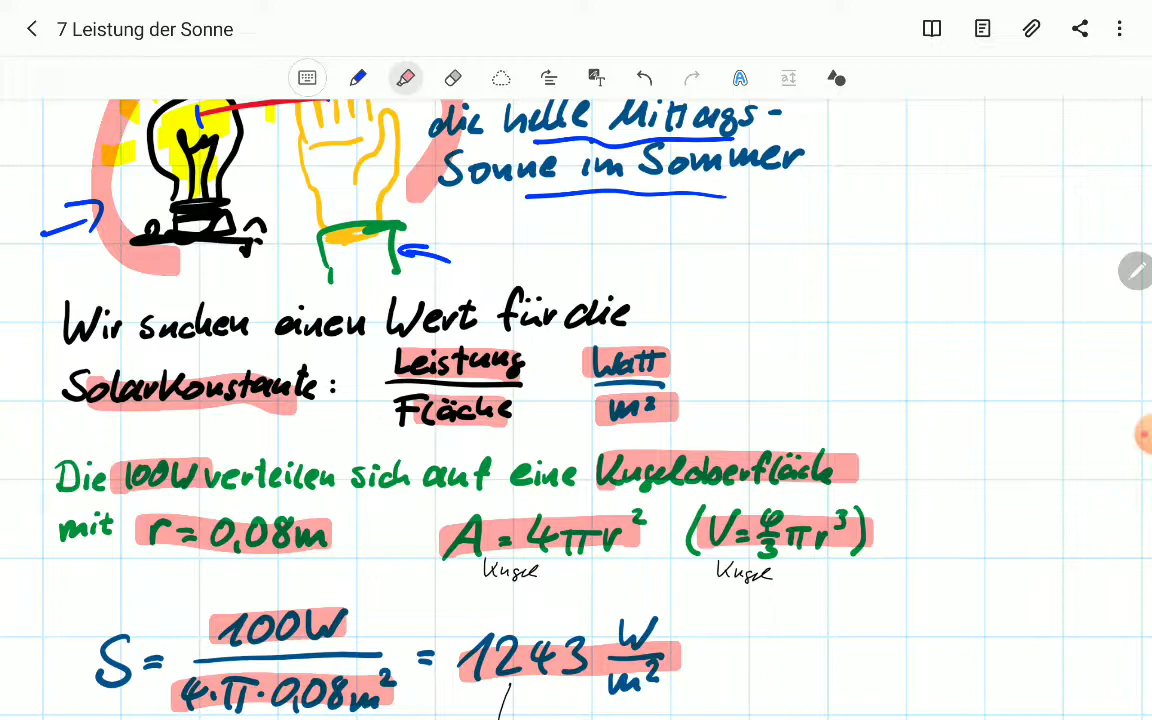 7 Leistung der Sonne
die helle Mittags-
Sonne im Sommer
Wir suchen einen Wert für die
Solarkonstante: Leistung / Fläche Watt / m²
Die 100W verteilen sich auf eine Kugeloberfläche
mit r = 0,08m A = 4πr² (V = 4/3 πr³)
Kugel Kugel
S = 100W / 4·π·0,08m² = 1243 W/m²